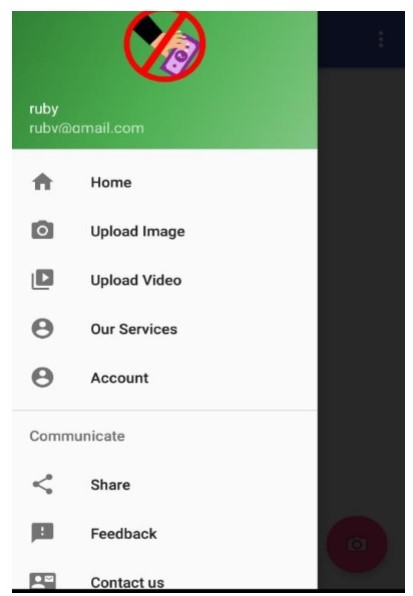 ruby
ruby@gmail.com
Home
Upload Image
Upload Video
Our Services
Account
Communicate
Share
Feedback
Contact us